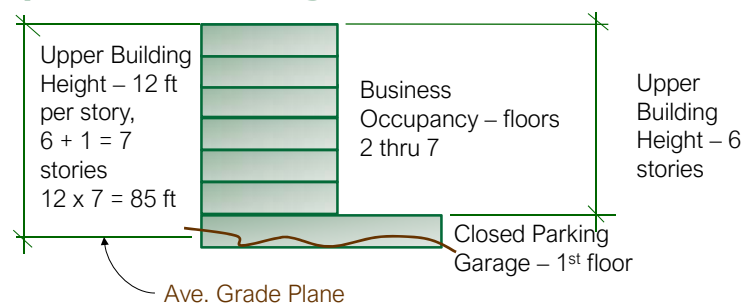 Upper Building
Height – 12 ft
per story,
6 + 1 = 7
stories
12 x 7 = 85 ft
Business
Occupancy – floors
2 thru 7
Upper
Building
Height – 6
stories
Closed Parking
Garage – 1st floor
Ave. Grade Plane